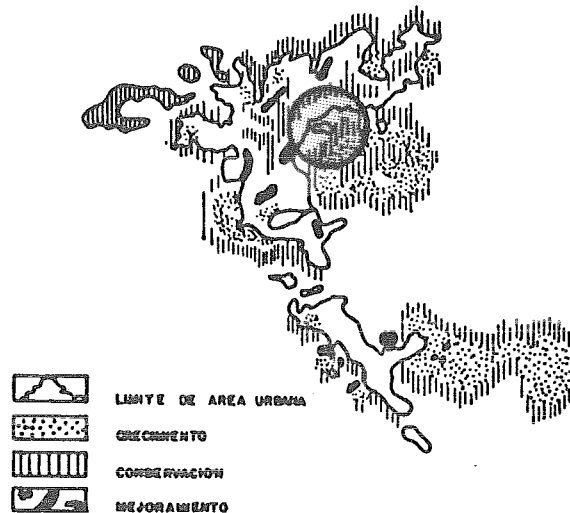 LIMITE DE AREA URBANA
CRECIMIENTO
CONSERVACION
MEJORAMIENTO